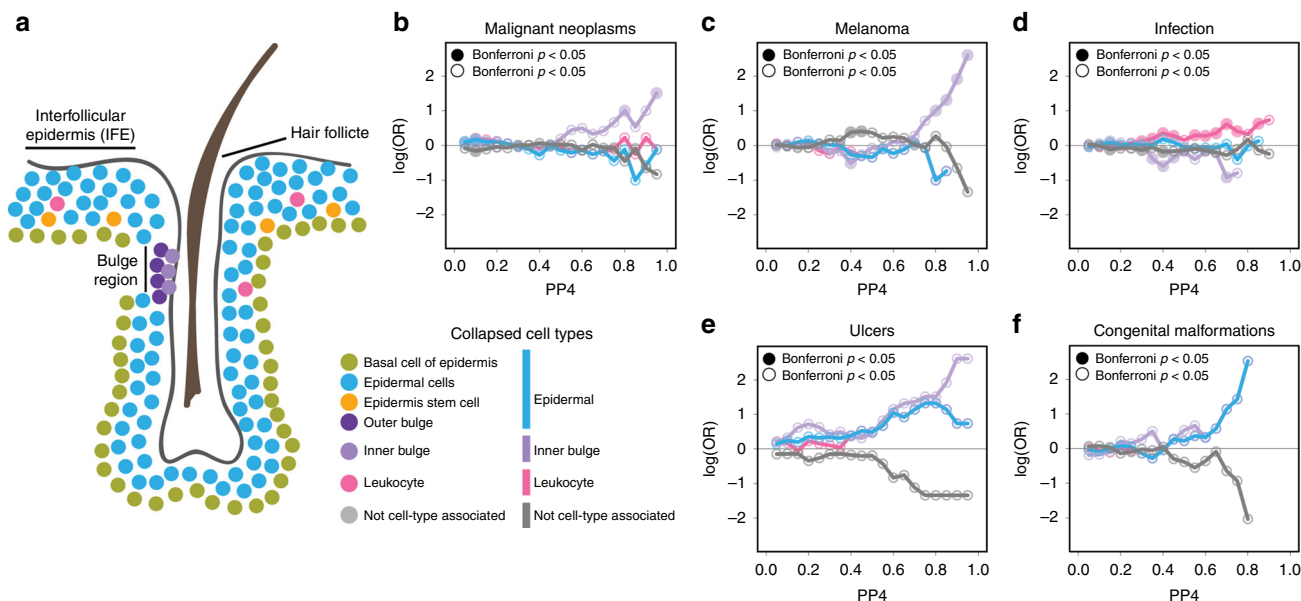 a
Interfollicular
epidermis (IFE)
Hair follicte
Bulge
region
Collapsed cell types
Basal cell of epidermis
Epidermal cells
Epidermis stem cell
Outer bulge
Inner bulge
Leukocyte
Not cell-type associated
Epidermal
Inner bulge
Leukocyte
Not cell-type associated
b
Malignant neoplasms
Bonferroni p < 0.05
Bonferroni p < 0.05
2
1
0
−1
−2
log(OR)
0.0 0.2 0.4 0.6 0.8 1.0
PP4
c
Melanoma
Bonferroni p < 0.05
Bonferroni p < 0.05
2
1
0
−1
−2
log(OR)
0.0 0.2 0.4 0.6 0.8 1.0
PP4
d
Infection
Bonferroni p < 0.05
Bonferroni p < 0.05
2
1
0
−1
−2
log(OR)
0.0 0.2 0.4 0.6 0.8 1.0
PP4
e
Ulcers
Bonferroni p < 0.05
Bonferroni p < 0.05
2
1
0
−1
−2
log(OR)
0.0 0.2 0.4 0.6 0.8 1.0
PP4
f
Congenital malformations
Bonferroni p < 0.05
Bonferroni p < 0.05
2
1
0
−1
−2
log(OR)
0.0 0.2 0.4 0.6 0.8 1.0
PP4